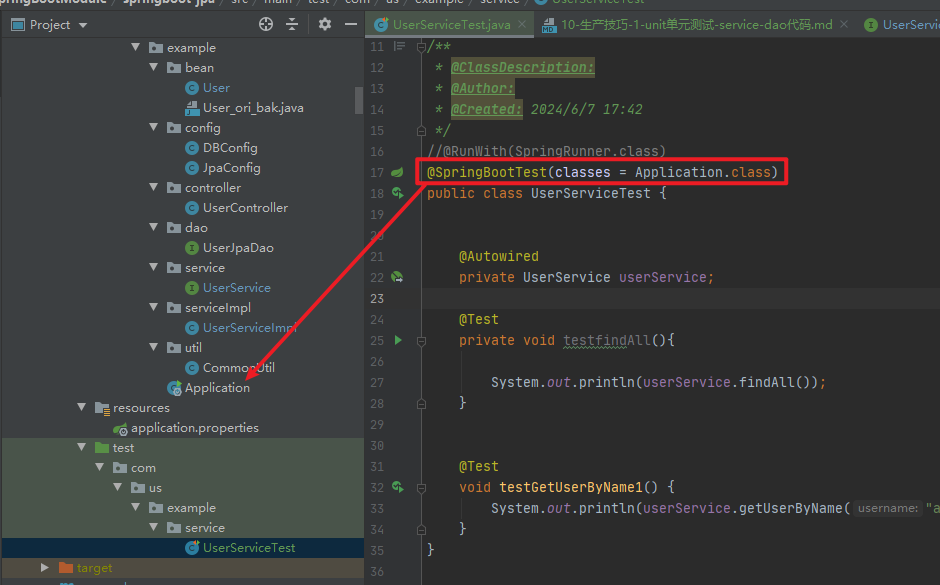 springboot-jpa
src
main
test
com
us
example
service
UserServiceTest
Project
UserServiceTest.java
10-生产技巧-1-unit单元测试-service-dao代码.md
UserServic
example
bean
User
User_ori_bak.java
config
DBConfig
JpaConfig
controller
UserController
dao
UserJpaDao
service
UserService
serviceImpl
UserServiceImpl
util
CommonUtil
Application
resources
application.properties
test
com
us
example
service
UserServiceTest
target
11 /**
12 * @ClassDescription:
13 * @Author:
14 * @Created: 2024/6/7 17:42
15 */
16 //@RunWith(SpringRunner.class)
17 @SpringBootTest(classes = Application.class)
18 public class UserServiceTest {
19
20
21 @Autowired
22 private UserService userService;
23
24 @Test
25 private void testfindAll(){
26
27 System.out.println(userService.findAll());
28 }
29
30
31 @Test
32 void testGetUserByName1() {
33 System.out.println(userService.getUserByName( username: "a
34 }
35 }
36